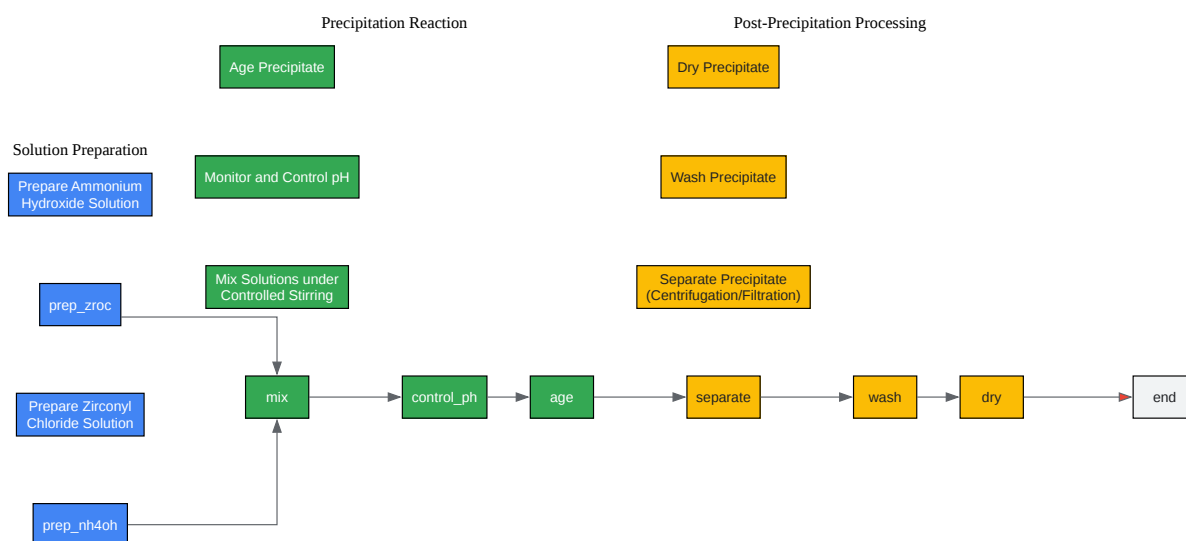 Precipitation Reaction
Post-Precipitation Processing
Age Precipitate
Dry Precipitate
Solution Preparation
Monitor and Control pH
Wash Precipitate
Prepare Ammonium
Hydroxide Solution
Mix Solutions under
Controlled Stirring
Separate Precipitate
(Centrifugation/Filtration)
prep_zroc
mix
control_ph
age
separate
wash
dry
end
Prepare Zirconyl
Chloride Solution
prep_nh4oh